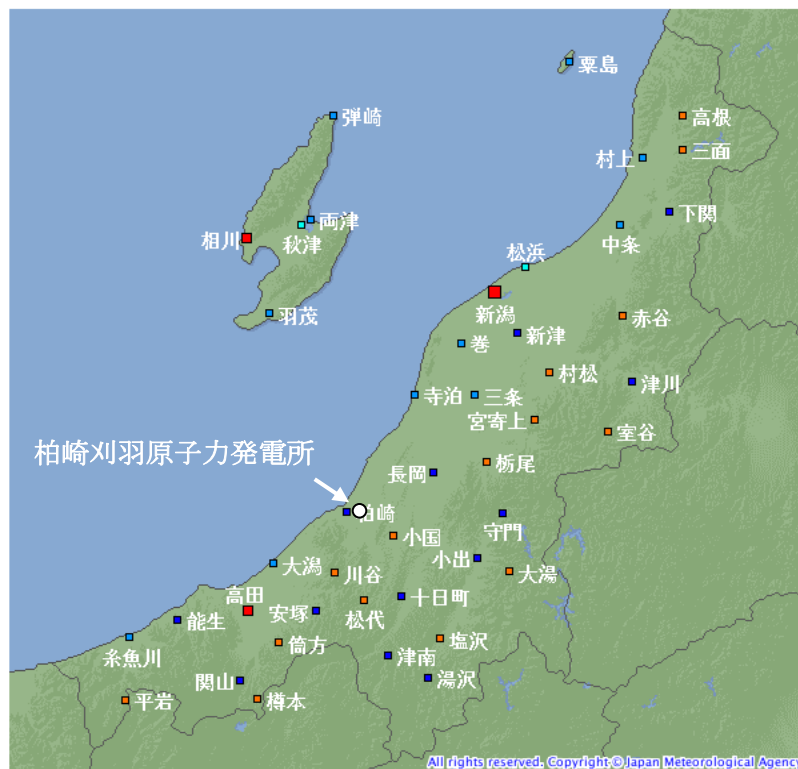 粟島
弾崎
高根
三面
村上
下関
両津
相川
秋津
中条
松浜
羽茂
新潟
赤谷
新津
巻
村松
津川
寺泊
三条
宮寄上
室谷
柏崎刈羽原子力発電所
長岡
栃尾
柏崎
守門
小国
小出
大潟
川谷
大湯
高田
十日町
安塚
松代
能生
筒方
塩沢
糸魚川
津南
関山
湯沢
平岩
樽本
All rights reserved. Copyright © Japan Meteorological Agency